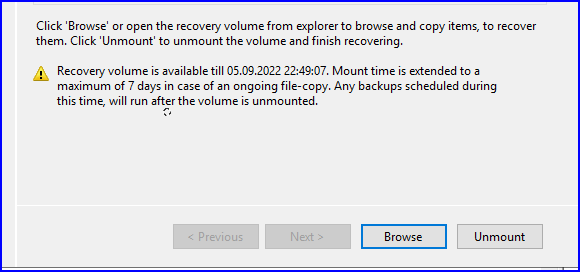 Click 'Browse' or open the recovery volume from explorer to browse and copy items, to recover
them. Click 'Unmount' to unmount the volume and finish recovering.
Recovery volume is available till 05.09.2022 22:49:07. Mount time is extended to a
maximum of 7 days in case of an ongoing file-copy. Any backups scheduled during
this time, will run after the volume is unmounted.
< Previous Next > Browse Unmount